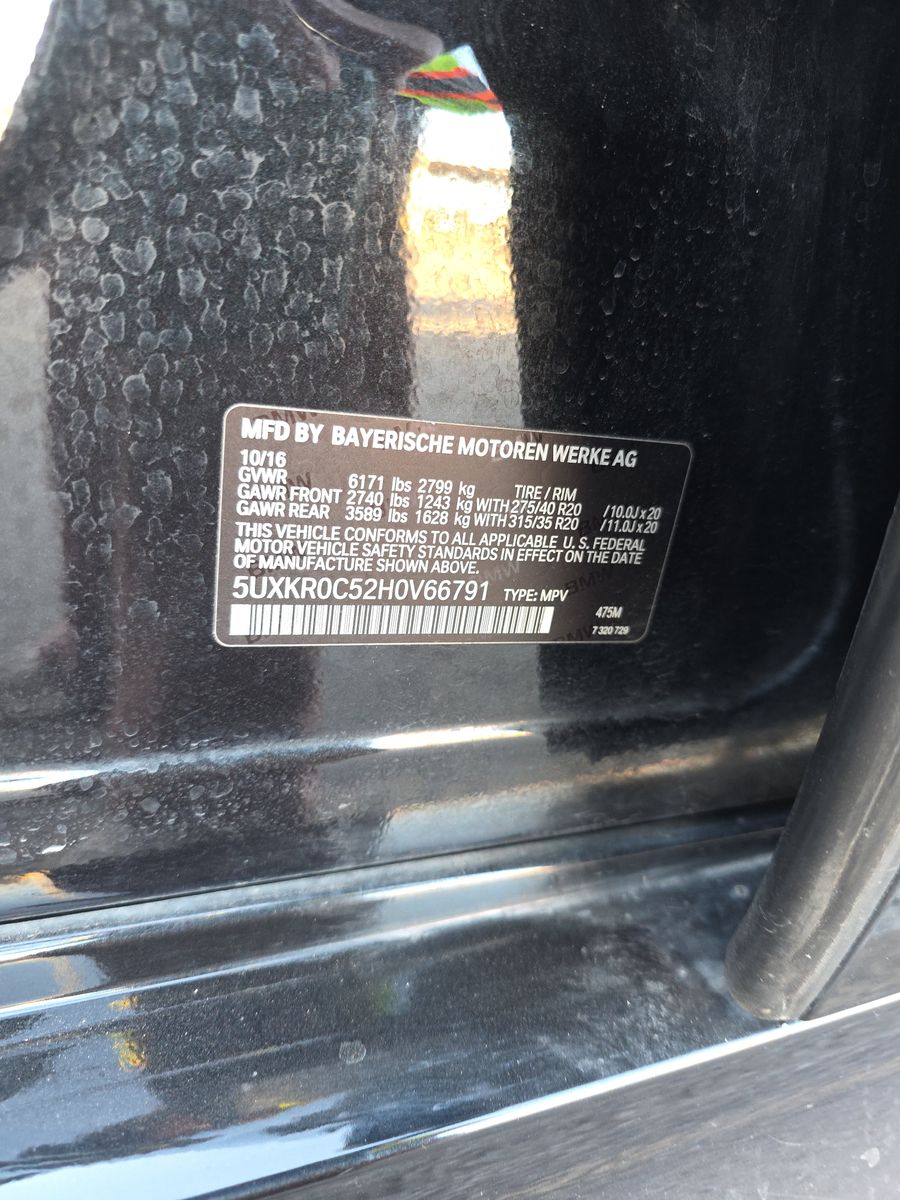 MFD BY BAYERISCHE MOTOREN WERKE AG
10/16
GVWR 6171 lbs 2799 kg TIRE / RIM
GAWR FRONT 2740 lbs 1243 kg WITH 275/40 R20 /10.0J x 20
GAWR REAR 3589 lbs 1628 kg WITH 315/35 R20 /11.0J x 20
THIS VEHICLE CONFORMS TO ALL APPLICABLE U. S. FEDERAL
MOTOR VEHICLE SAFETY STANDARDS IN EFFECT ON THE DATE
OF MANUFACTURE SHOWN ABOVE.
5UXKR0C52H0V66791 TYPE: MPV
475M
7 320 729